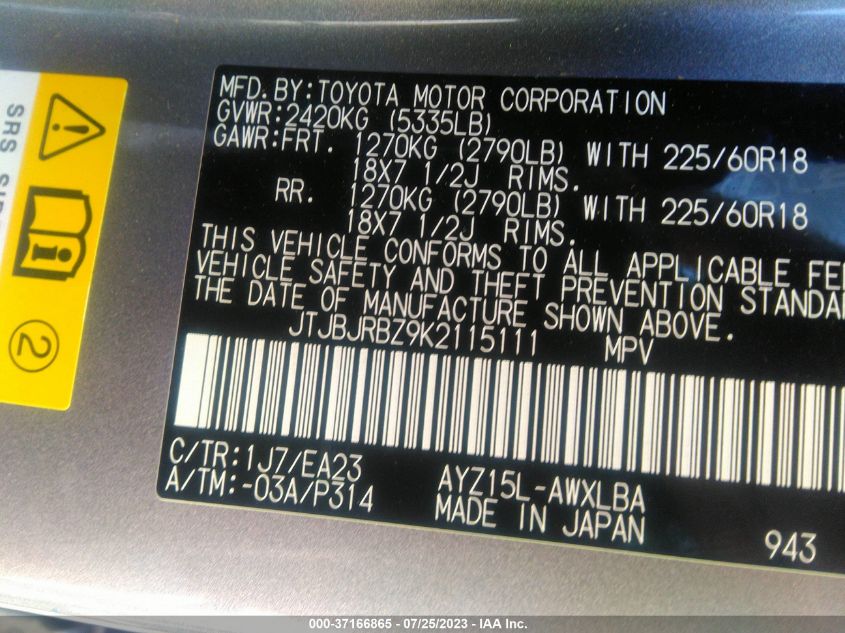 MFD. BY: TOYOTA MOTOR CORPORATION
GVWR: 2420KG (5335LB)
GAWR: FRT. 1270KG (2790LB) WITH 225/60R18
18X7 1/2J RIMS.
RR. 1270KG (2790LB) WITH 225/60R18
18X7 1/2J RIMS.
THIS VEHICLE CONFORMS TO ALL APPLICABLE
VEHICLE SAFETY AND THEFT PREVENTION
THE DATE OF MANUFACTURE SHOWN ABOVE.
JTJBJRBZ9K2115111 MPV
C/TR: 1J7/EA23
A/TM: -03A/P314
AYZ15L-AWXLBA
MADE IN JAPAN
943
SRS
2
000-37166865 - 07/25/2023 - IAA Inc.